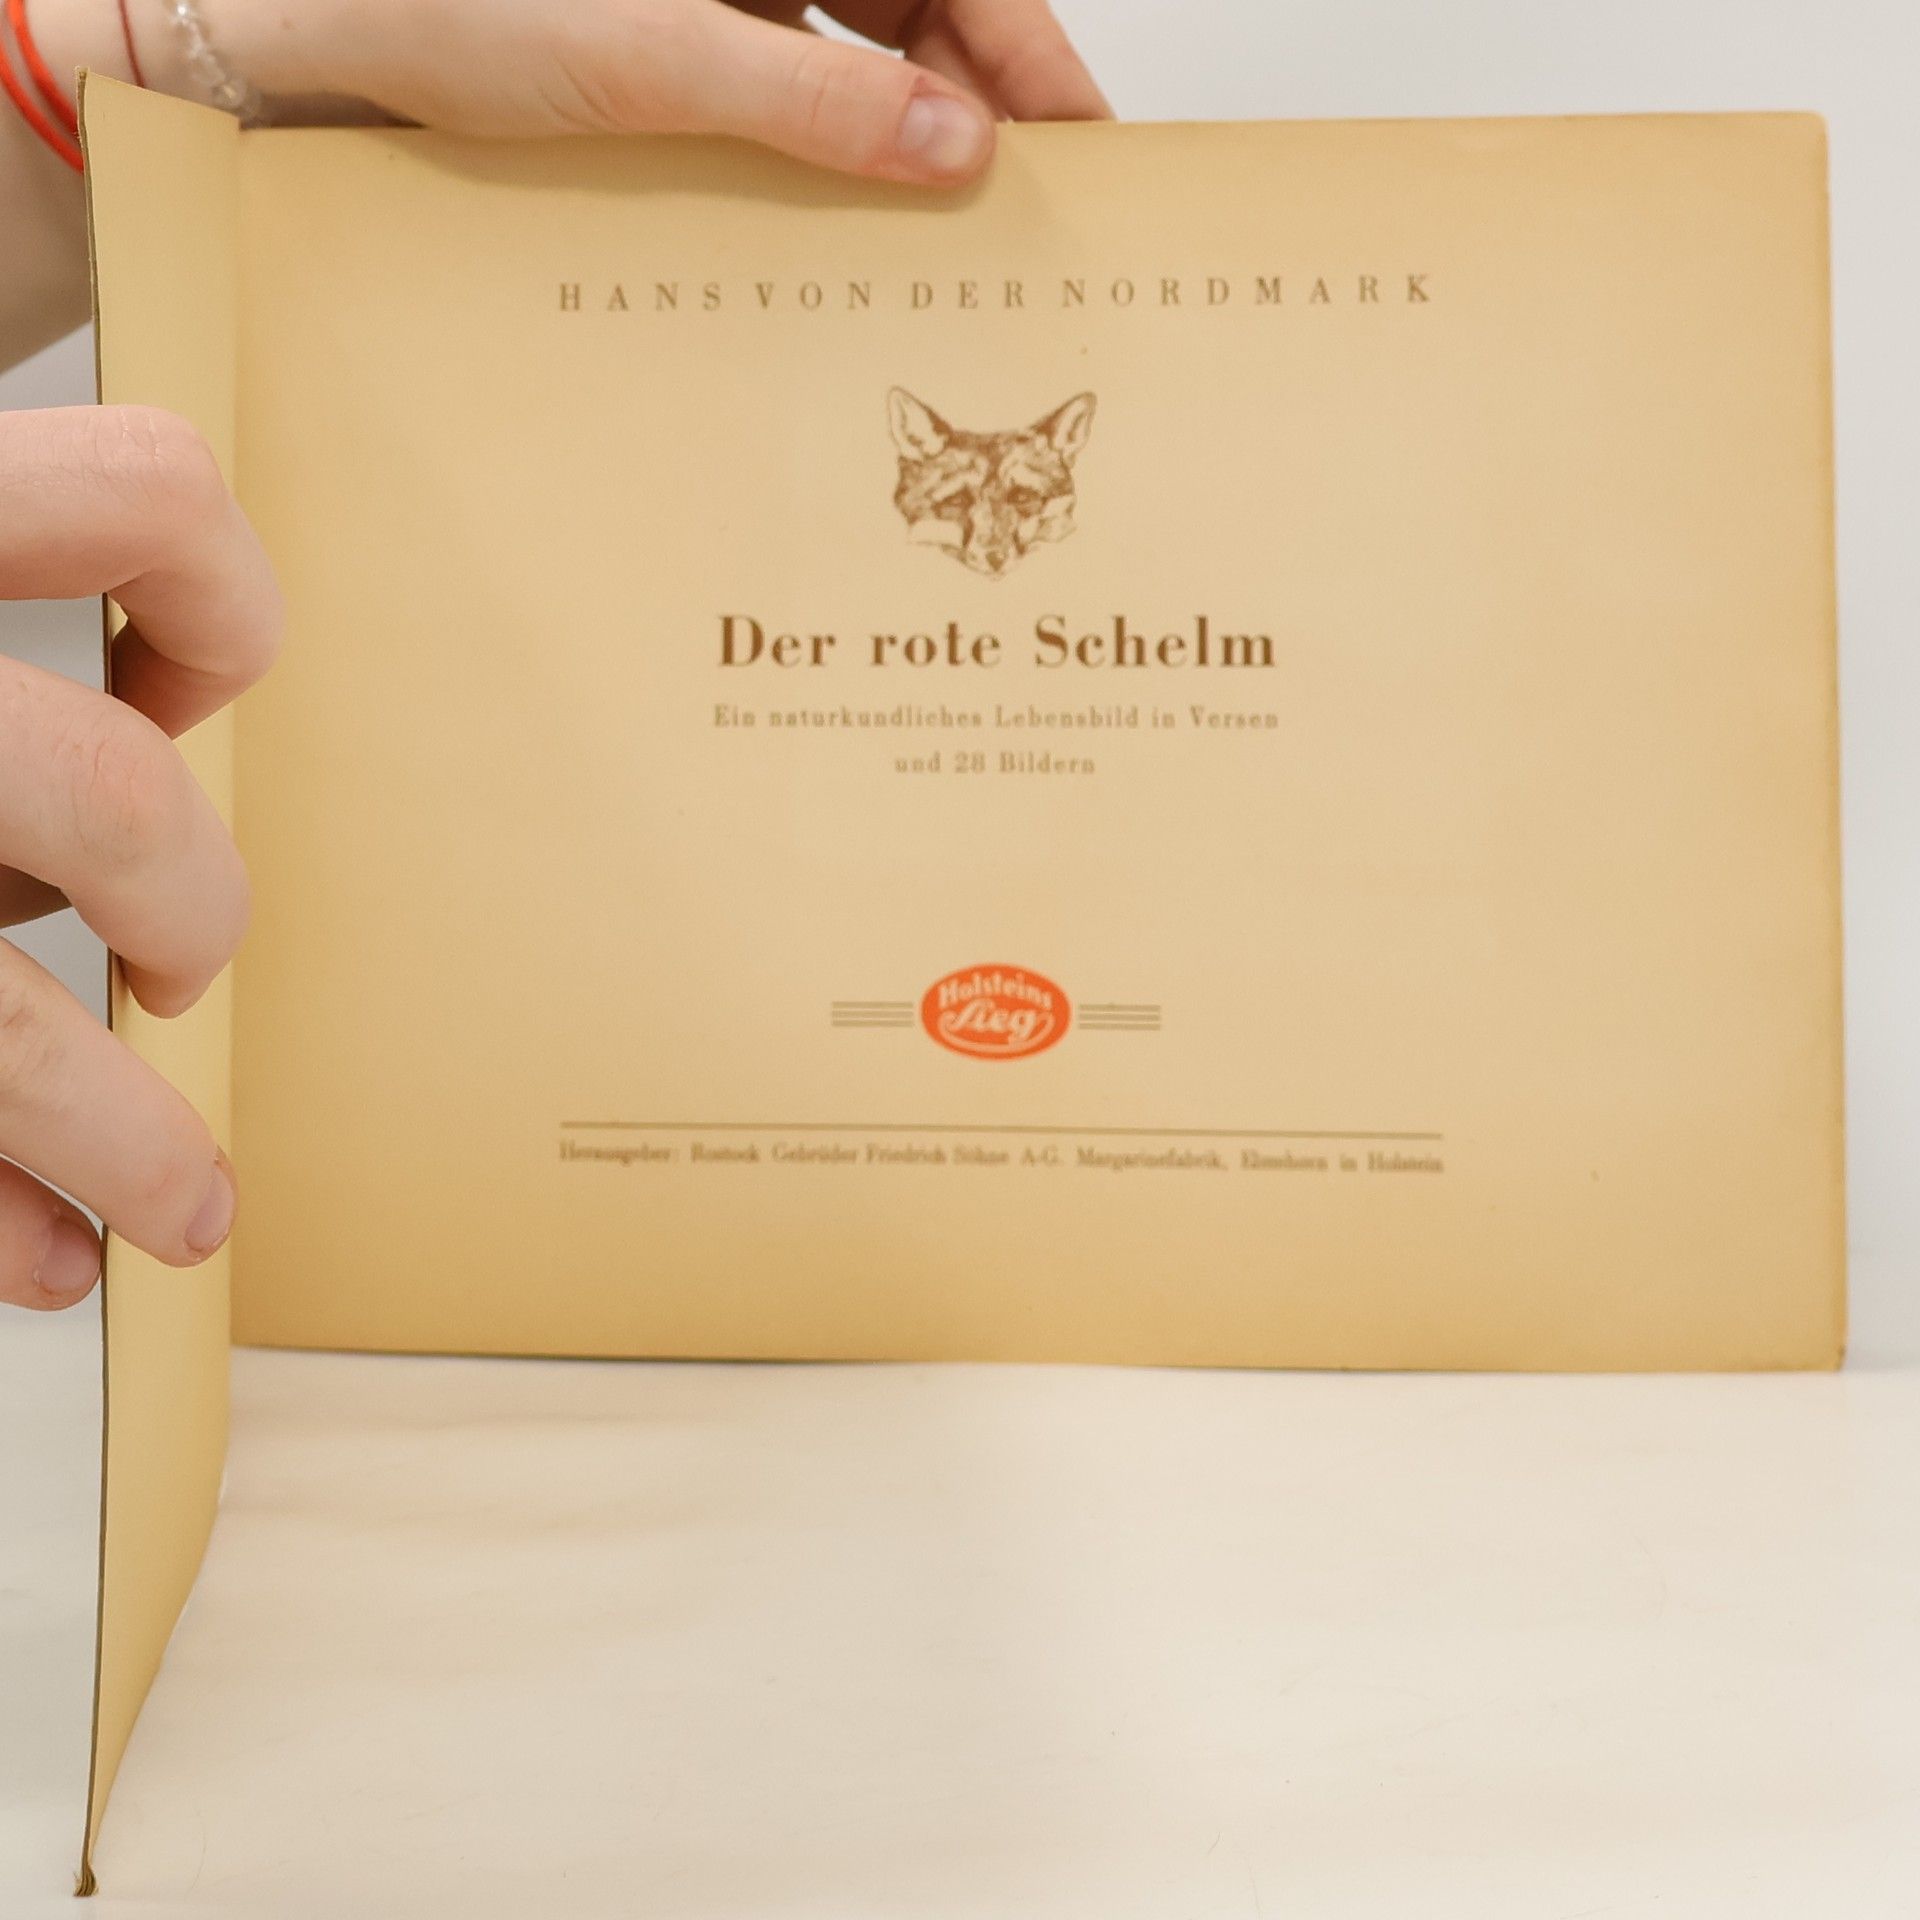 HANS VON DER NORDMARK
Der rote Schelm
Ein naturkundliches Lebensbild in Versen
und 28 Bildern
Holsteins
Sieg
Herausgeber: Rostock Gebrüder Friedrich Söhne A-G. Margarinefabrik, Elmshorn in Holstein